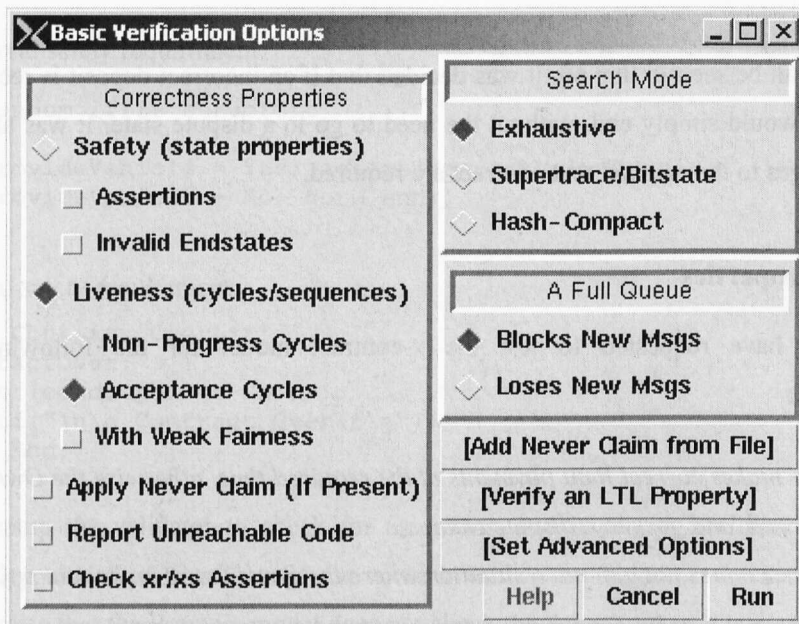 Basic Verification Options
Correctness Properties
Safety (state properties)
Assertions
Invalid Endstates
Liveness (cycles/sequences)
Non-Progress Cycles
Acceptance Cycles
With Weak Fairness
Apply Never Claim (If Present)
Report Unreachable Code
Check xr/xs Assertions
Search Mode
Exhaustive
Supertrace/Bitstate
Hash-Compact
A Full Queue
Blocks New Msgs
Loses New Msgs
[Add Never Claim from File]
[Verify an LTL Property]
[Set Advanced Options]
Help
Cancel
Run